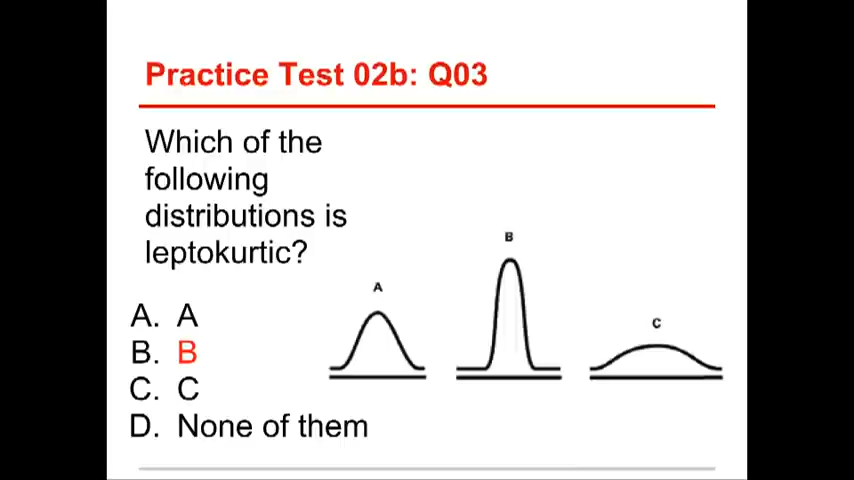 Practice Test 02b: Q03
Which of the
following
distributions is
leptokurtic?
A. A
B. B
C. C
D. None of them
A
B
C